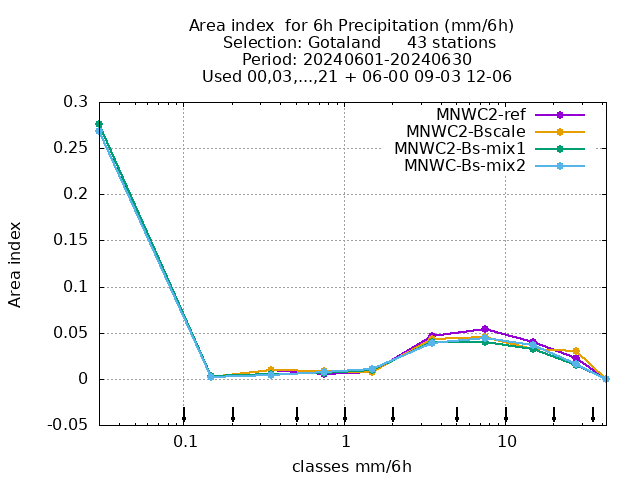 Area index  for 6h Precipitation (mm/6h)
Selection: Gotaland     43 stations
Period: 20240601-20240630
Used 00,03,...,21 + 06-00 09-03 12-06
MNWC2-ref
MNWC2-Bscale
MNWC2-Bs-mix1
MNWC-Bs-mix2
Area index
0.3
0.25
0.2
0.15
0.1
0.05
0
-0.05
0.1 1 10
classes mm/6h